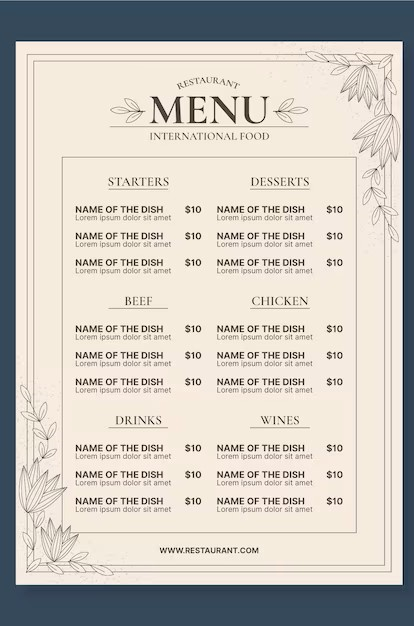 RESTAURANT
MENU
INTERNATIONAL FOOD
STARTERS
NAME OF THE DISH $10
Lorem ipsum dolor sit amet
NAME OF THE DISH $10
Lorem ipsum dolor sit amet
NAME OF THE DISH $10
Lorem ipsum dolor sit amet
DESSERTS
NAME OF THE DISH $10
Lorem ipsum dolor sit amet
NAME OF THE DISH $10
Lorem ipsum dolor sit amet
NAME OF THE DISH $10
Lorem ipsum dolor sit amet
BEEF
NAME OF THE DISH $10
Lorem ipsum dolor sit amet
NAME OF THE DISH $10
Lorem ipsum dolor sit amet
NAME OF THE DISH $10
Lorem ipsum dolor sit amet
CHICKEN
NAME OF THE DISH $10
Lorem ipsum dolor sit amet
NAME OF THE DISH $10
Lorem ipsum dolor sit amet
NAME OF THE DISH $10
Lorem ipsum dolor sit amet
DRINKS
NAME OF THE DISH $10
Lorem ipsum dolor sit amet
NAME OF THE DISH $10
Lorem ipsum dolor sit amet
NAME OF THE DISH $10
Lorem ipsum dolor sit amet
WINES
NAME OF THE DISH $10
Lorem ipsum dolor sit amet
NAME OF THE DISH $10
Lorem ipsum dolor sit amet
NAME OF THE DISH $10
Lorem ipsum dolor sit amet
WWW.RESTAURANT.COM